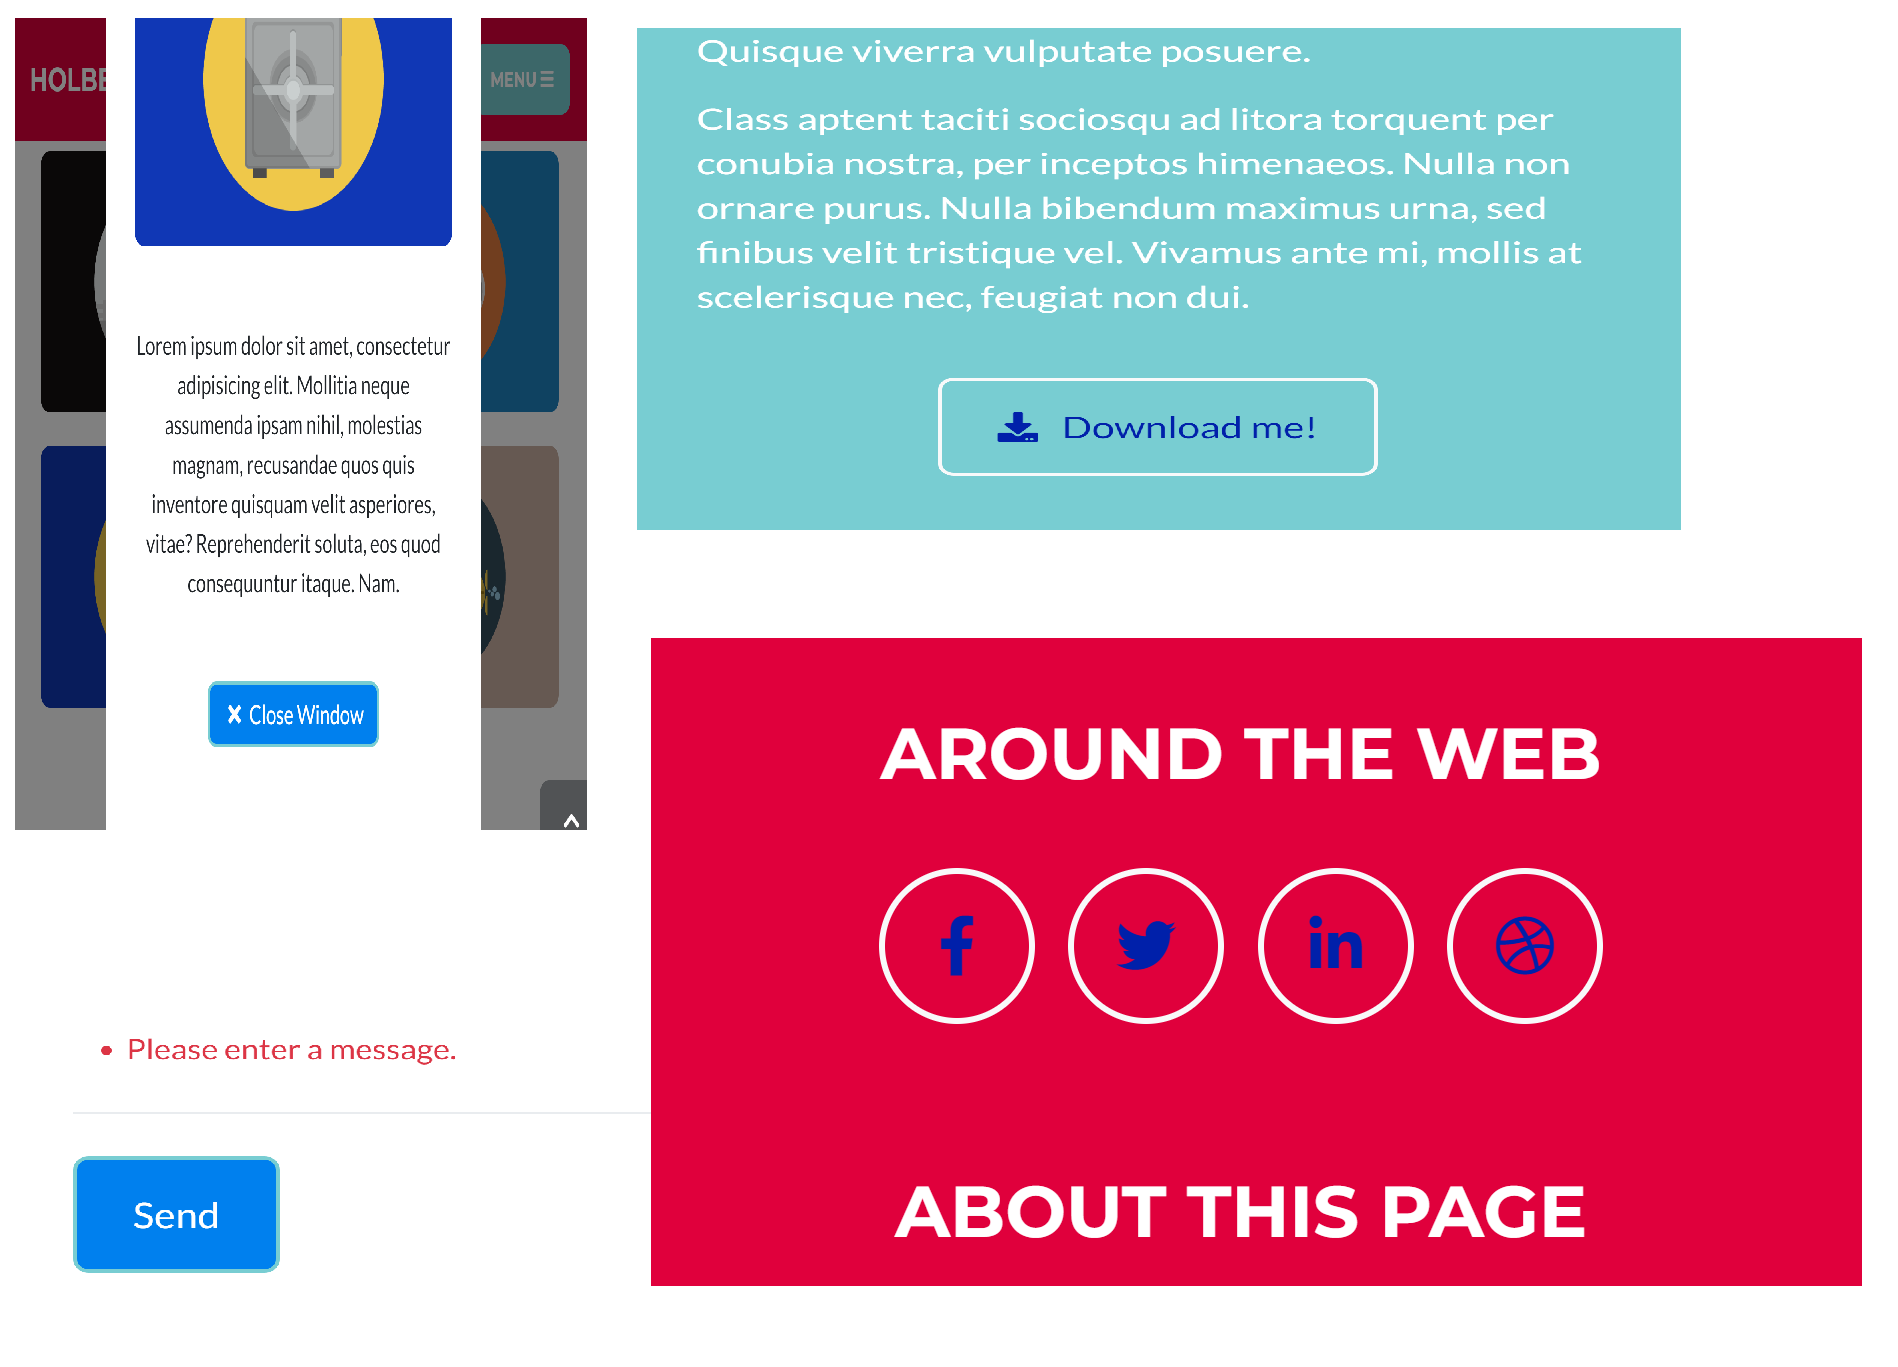 HOLBE
MENU
Lorem ipsum dolor sit amet, consectetur
adipisicing elit. Mollitia neque
assumenda ipsam nihil, molestias
magnam, recusandae quos quis
inventore quisquam velit asperiores,
vitae? Reprehenderit soluta, eos quod
consequuntur itaque. Nam.
Close Window
Quisque viverra vulputate posuere.
Class aptent taciti sociosqu ad litora torquent per
conubia nostra, per inceptos himenaeos. Nulla non
ornare purus. Nulla bibendum maximus urna, sed
finibus velit tristique vel. Vivamus ante mi, mollis at
scelerisque nec, feugiat non dui.
Download me!
Please enter a message.
Send
AROUND THE WEB
ABOUT THIS PAGE